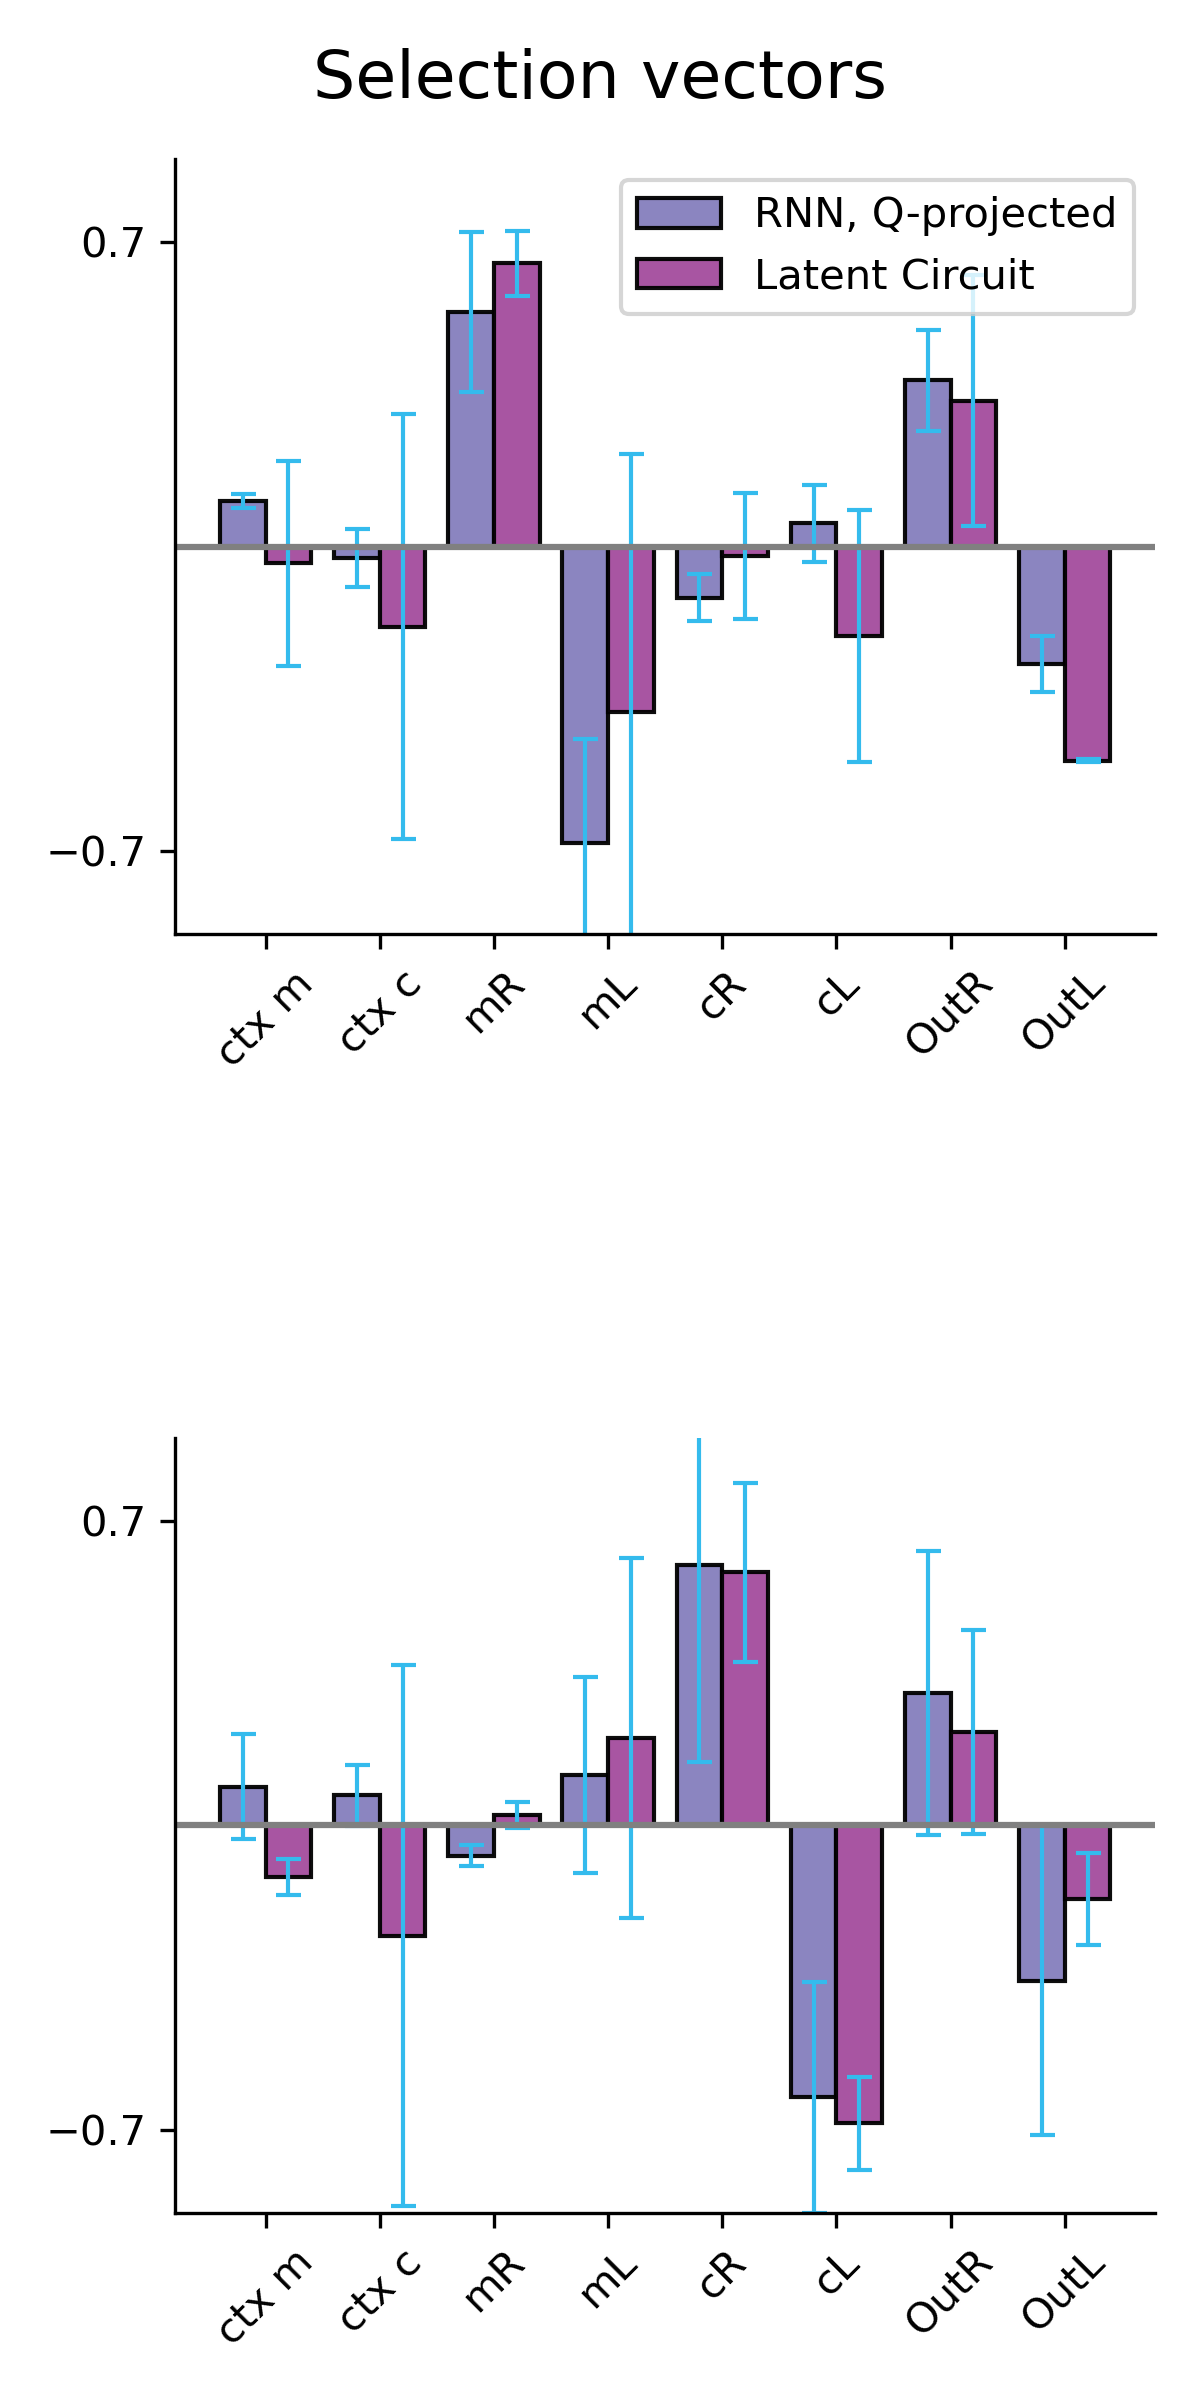 Selection vectors
RNN, Q-projected
Latent Circuit
0.7
−0.7
ctx m
ctx c
mR
mL
cR
cL
OutR
OutL
0.7
−0.7
ctx m
ctx c
mR
mL
cR
cL
OutR
OutL